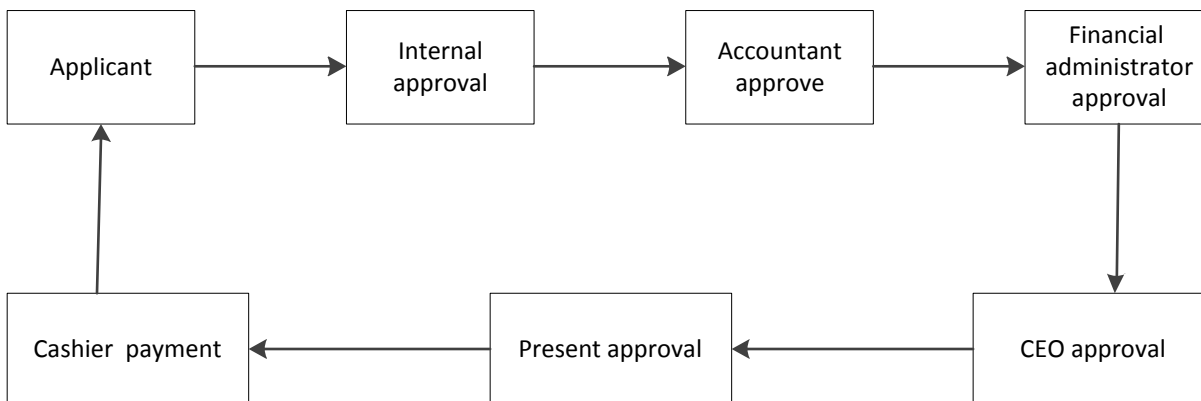 Applicant
Internal
approval
Accountant
approve
Financial
administrator
approval
Cashier  payment
Present approval
CEO approval